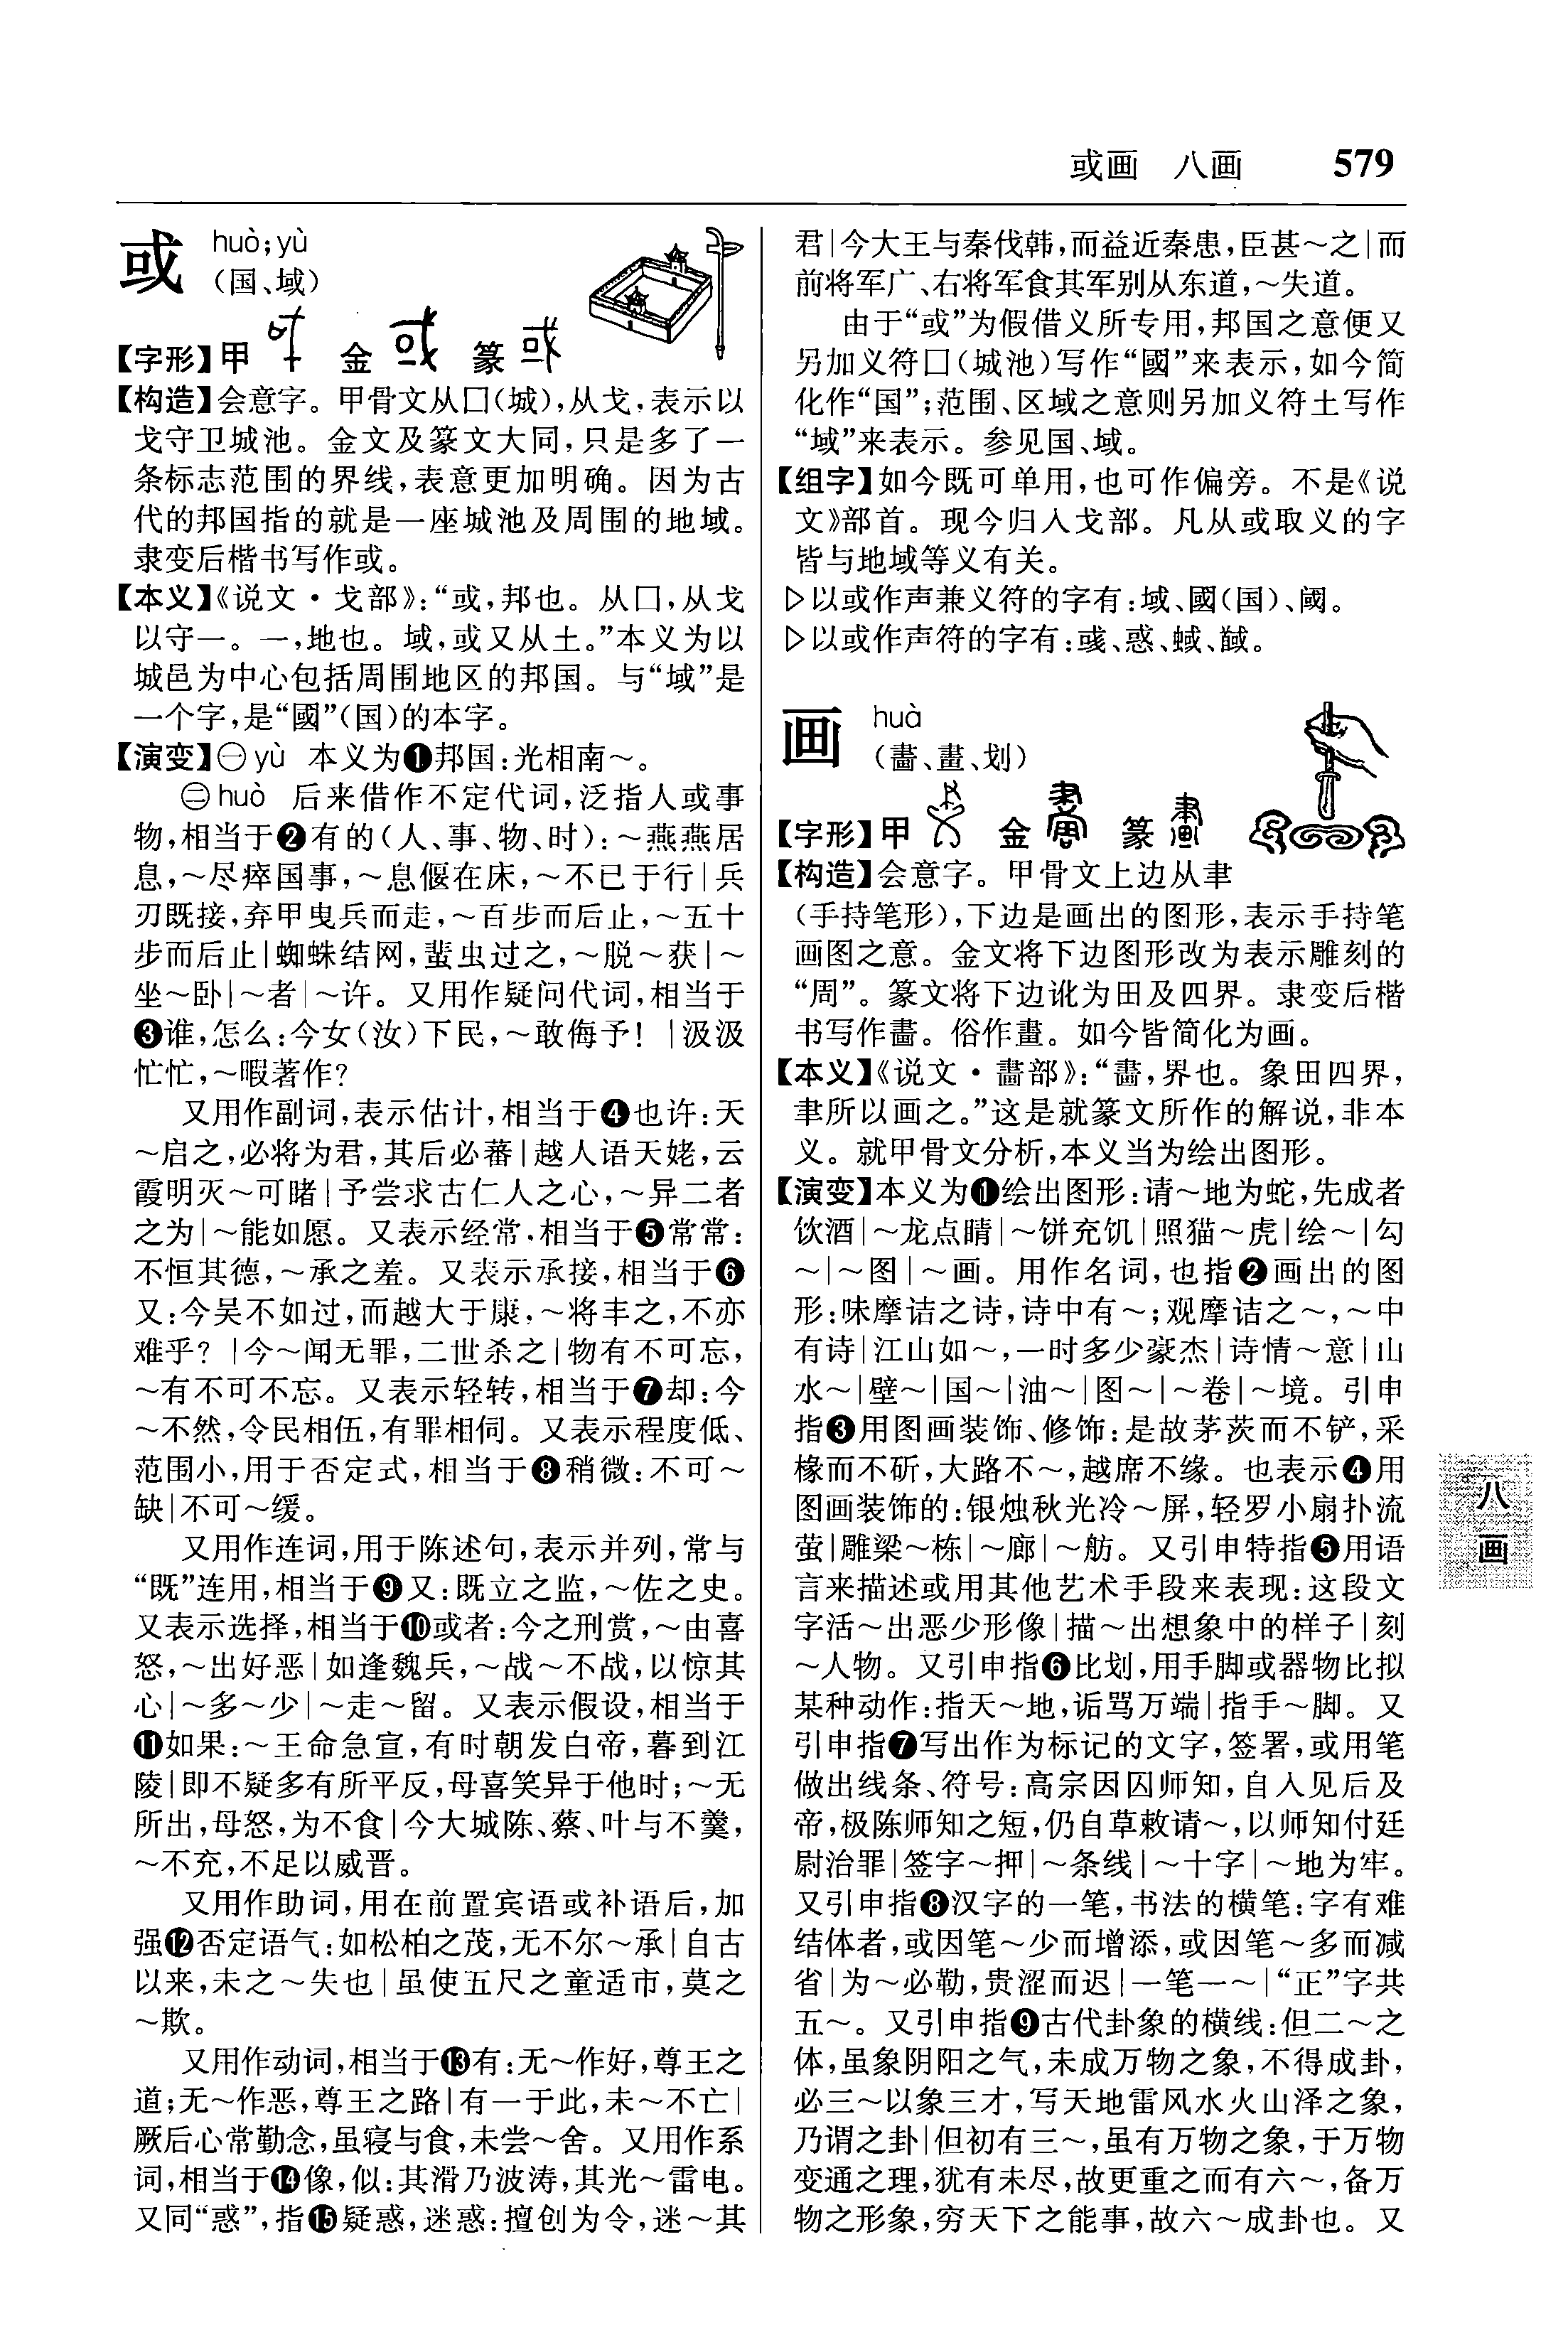 或画 八画 579
或 huò;yù
(国、域)
【字形】甲 金 篆
【构造】会意字。甲骨文从囗(城),从戈,表示以
戈守卫城池。金文及篆文大同,只是多了一
条标志范围的界线,表意更加明确。因为古
代的邦国指的就是一座城池及周围的地域。
隶变后楷书写作或。
【本义】《说文·戈部》:“或,邦也。从囗,从戈
以守一。一,地也。域,或又从土。”本义为以
城邑为中心包括周围地区的邦国。与“域”是
一个字,是“國”(国)的本字。
【演变】㊀yù 本义为❶邦国:光相南～。
㊁huò 后来借作不定代词,泛指人或事
物,相当于❷有的(人、事、物、时):～燕燕居
息,～尽瘁国事,～息偃在床,～不已于行|兵
刃既接,弃甲曳兵而走,～百步而后止,～五十
步而后止|蜘蛛结网,蜚虫过之,～脱～获|～
坐～卧|～者|～许。又用作疑问代词,相当于
❸谁,怎么:今女(汝)下民,～敢侮予! |汲汲
忙忙,～暇著作?
又用作副词,表示估计,相当于❹也许:天
～启之,必将为君,其后必蕃|越人语天姥,云
霞明灭～可睹|予尝求古仁人之心,～异二者
之为|～能如愿。又表示经常,相当于❺常常:
不恒其德,～承之羞。又表示承接,相当于❻
又:今吴不如过,而越大于康,～将丰之,不亦
难乎? |今～闻无罪,二世杀之|物有不可忘,
～有不可不忘。又表示轻转,相当于❼却:今
～不然,令民相伍,有罪相伺。又表示程度低、
范围小,用于否定式,相当于❽稍微:不可～
缺|不可～缓。
又用作连词,用于陈述句,表示并列,常与
“既”连用,相当于❾又:既立之监,～佐之史。
又表示选择,相当于❿或者:今之刑赏,～由喜
怒,～出好恶|如逢魏兵,～战～不战,以惊其
心|～多～少|～走～留。又表示假设,相当于
⓫如果:～王命急宣,有时朝发白帝,暮到江
陵|即不疑多有所平反,母喜笑异于他时;～无
所出,母怒,为不食|今大城陈、蔡、叶与不羹,
～不充,不足以威晋。
又用作助词,用在前置宾语或补语后,加
强⓬否定语气:如松柏之茂,无不尔～承|自古
以来,未之～失也|虽使五尺之童适市,莫之
～欺。
又用作动词,相当于⓭有:无～作好,尊王之
道;无～作恶,尊王之路|有一于此,未～不亡|
厥后心常勤念,虽寝与食,未尝～舍。又用作系
词,相当于⓮像,似:其滑乃波涛,其光～雷电。
又同“惑”,指⓯疑惑,迷惑:擅创为令,迷～其
君|今大王与秦伐韩,而益近秦患,臣甚～之|而
前将军广、右将军食其军别从东道,～失道。
由于“或”为假借义所专用,邦国之意便又
另加义符囗(城池)写作“國”来表示,如今简
化作“国”;范围、区域之意则另加义符土写作
“域”来表示。参见国、域。
【组字】如今既可单用,也可作偏旁。不是《说
文》部首。现今归入戈部。凡从或取义的字
皆与地域等义有关。
▷以或作声兼义符的字有:域、國(国)、阈。
▷以或作声符的字有:彧、惑、蜮、馘。
画 huà
(畵、畫、划)
【字形】甲 金 篆
【构造】会意字。甲骨文上边从聿
(手持笔形),下边是画出的图形,表示手持笔
画图之意。金文将下边图形改为表示雕刻的
“周”。篆文将下边讹为田及四界。隶变后楷
书写作畵。俗作畫。如今皆简化为画。
【本义】《说文·畵部》:“畵,界也。象田四界,
聿所以画之。”这是就篆文所作的解说,非本
义。就甲骨文分析,本义当为绘出图形。
【演变】本义为❶绘出图形:请～地为蛇,先成者
饮酒|～龙点睛|～饼充饥|照猫～虎|绘～|勾
～|～图|～画。用作名词,也指❷画出的图
形:味摩诘之诗,诗中有～;观摩诘之～,～中
有诗|江山如～,一时多少豪杰|诗情～意|山
水～|壁～|国～|油～|图～|～卷|～境。引申
指❸用图画装饰、修饰:是故茅茨而不铲,采
椽而不斫,大路不～,越席不缘。也表示❹用
图画装饰的:银烛秋光冷～屏,轻罗小扇扑流
萤|雕梁～栋|～廊|～舫。又引申特指❺用语
言来描述或用其他艺术手段来表现:这段文
字活～出恶少形像|描～出想象中的样子|刻
～人物。又引申指❻比划,用手脚或器物比拟
某种动作:指天～地,诟骂万端|指手～脚。又
引申指❼写出作为标记的文字,签署,或用笔
做出线条、符号:高宗因囚师知,自入见后及
帝,极陈师知之短,仍自草敕请～,以师知付廷
尉治罪|签字～押|～条线|～十字|～地为牢。
又引申指❽汉字的一笔,书法的横笔:字有难
结体者,或因笔～少而增添,或因笔～多而减
省|为～必勒,贵涩而迟|一笔一～|“正”字共
五～。又引申指❾古代卦象的横线:但二～之
体,虽象阴阳之气,未成万物之象,不得成卦,
必三～以象三才,写天地雷风水火山泽之象,
乃谓之卦|但初有三～,虽有万物之象,于万物
变通之理,犹有未尽,故更重之而有六～,备万
物之形象,穷天下之能事,故六～成卦也。又
八画